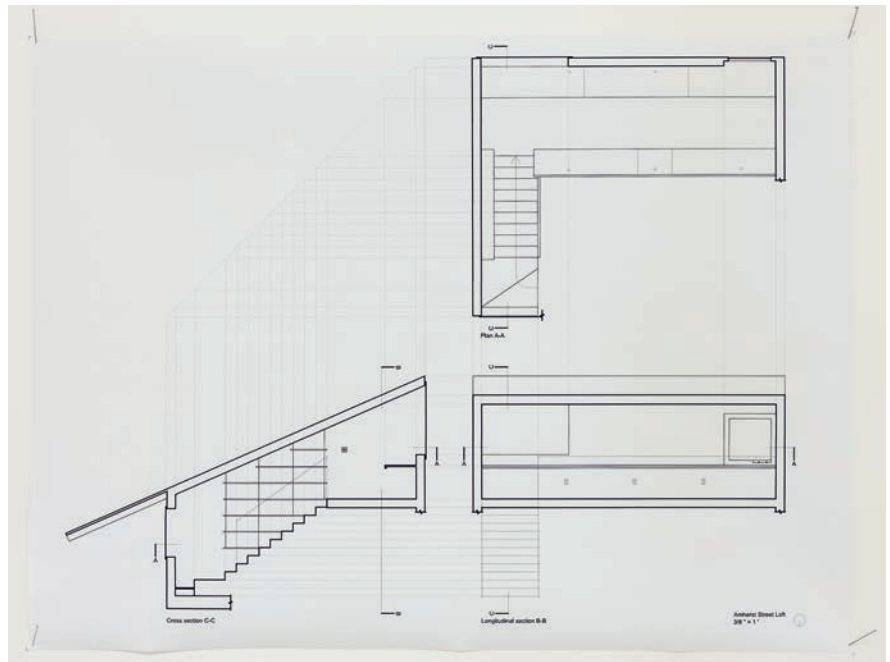 C
Plan A-A
C
B
C
A
A
A
A
B
C
Cross section C-C
Longitudinal section B-B
Amherst Street Loft
3/8 " = 1 '